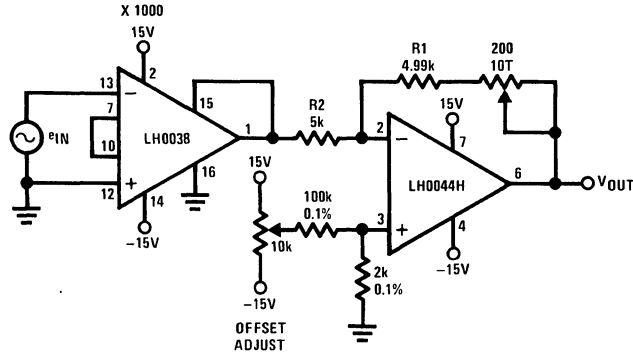 X 1000
15V
2
13
−
7
15
LH0038
1
10
eIN
+
12
16
14
−15V
R2
5k
R1
4.99k
200
10T
15V
2
−
7
LH0044H
6
VOUT
3
+
4
−15V
15V
100k
0.1%
10k
−15V
2k
0.1%
OFFSET
ADJUST